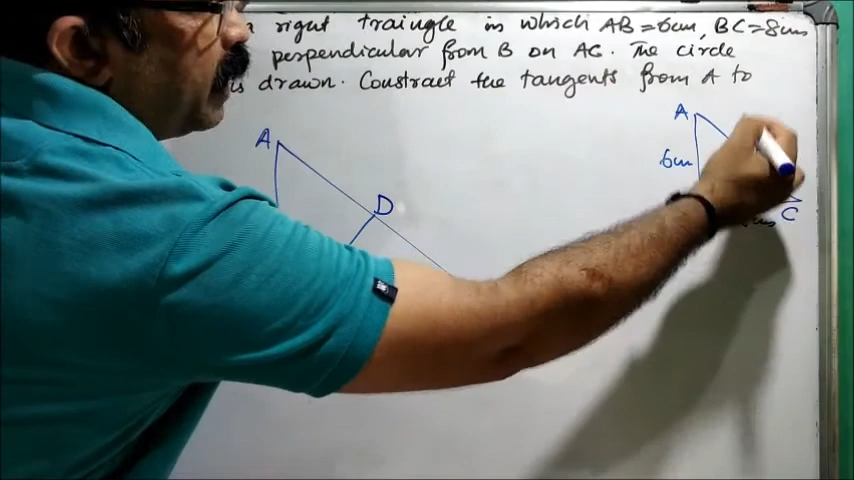 n right traingle in which AB = 6cm, BC = 8cm
perpendicular from B on AC. The circle
is drawn. Construct the tangents from A to
A
D
A
6cm
C